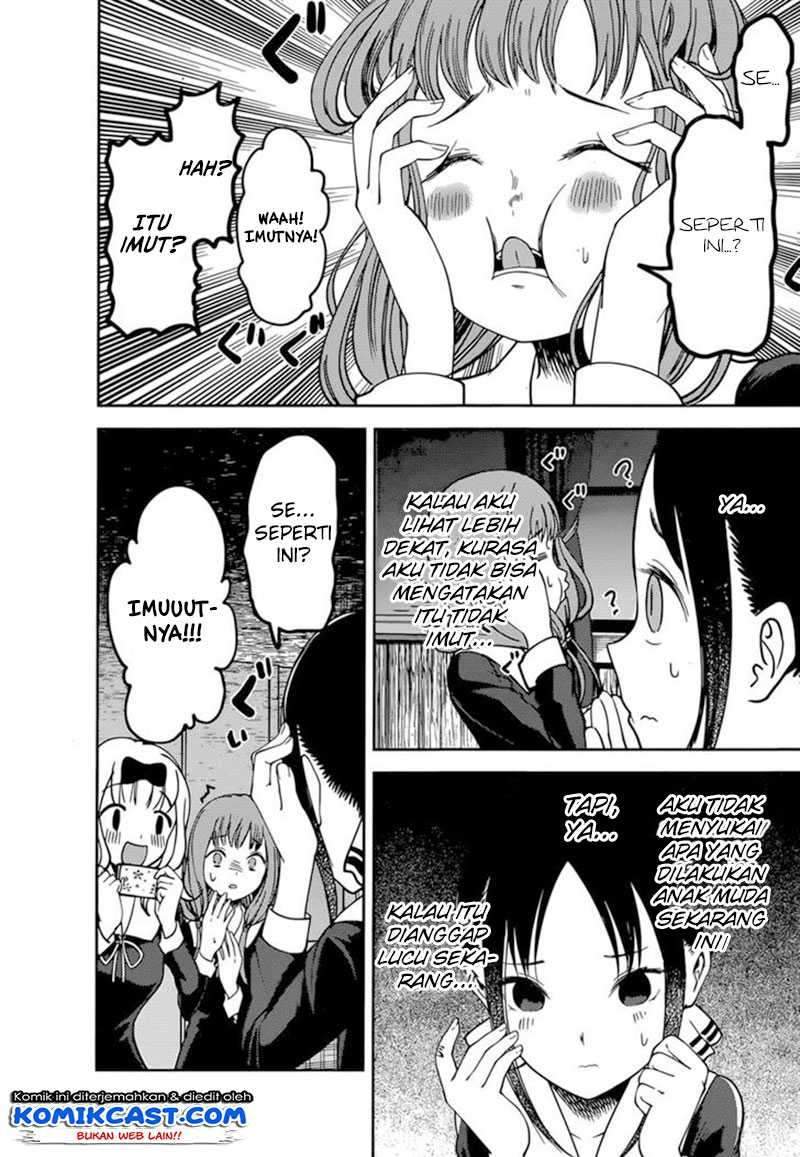 SE...
SEPERTI
INI...?
WAAH!
IMUTNYA!
HAH?
ITU
IMUT?
YA...
KALAU AKU
LIHAT LEBIH
DEKAT, KURASA
AKU TIDAK BISA
MENGATAKAN
ITU TIDAK
IMUT...
?
?
SE...
SEPERTI
INI?
IMUUUT-
NYA!!!
AKU TIDAK
MENYUKAI
APA YANG
DILAKUKAN
ANAK MUDA
SEKARANG
INI!
TAPI,
YA...
KALAU ITU
DIANGGAP
LUCU SEKA-
RANG...
Komik ini diterjemahkan & diedit oleh
KOMIKCAST.COM
BUKAN WEB LAIN!!